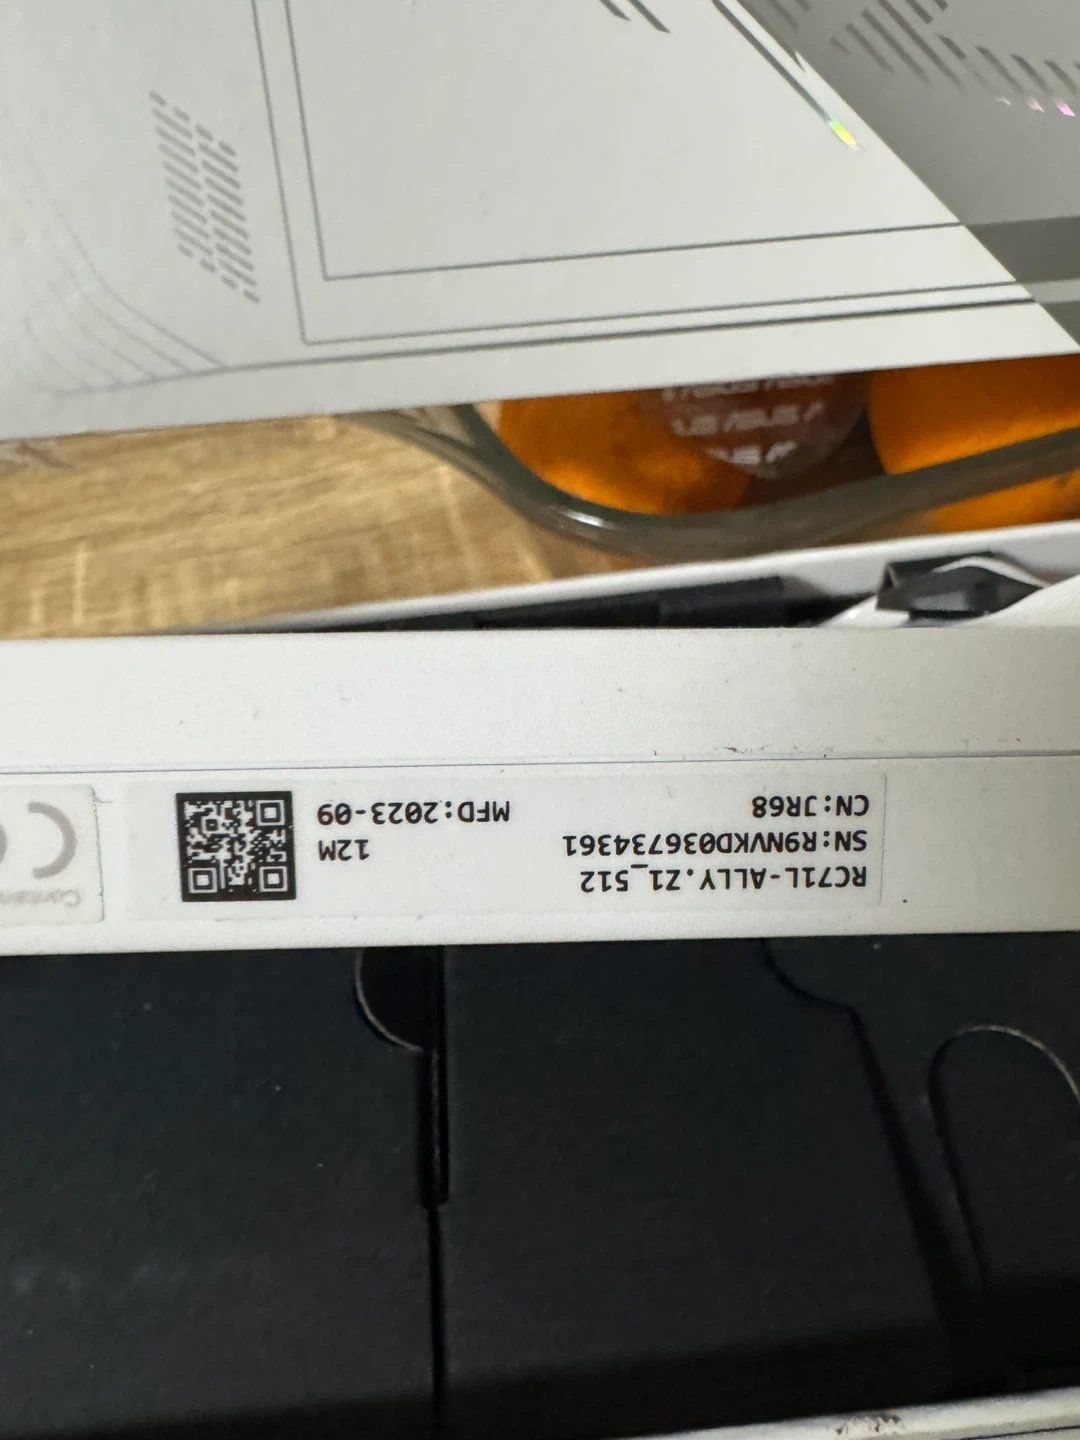 RC71L-ALLY.Z1_512
SN:R9NVKD036734361
CN:JR68
12M
MFD:2023-09